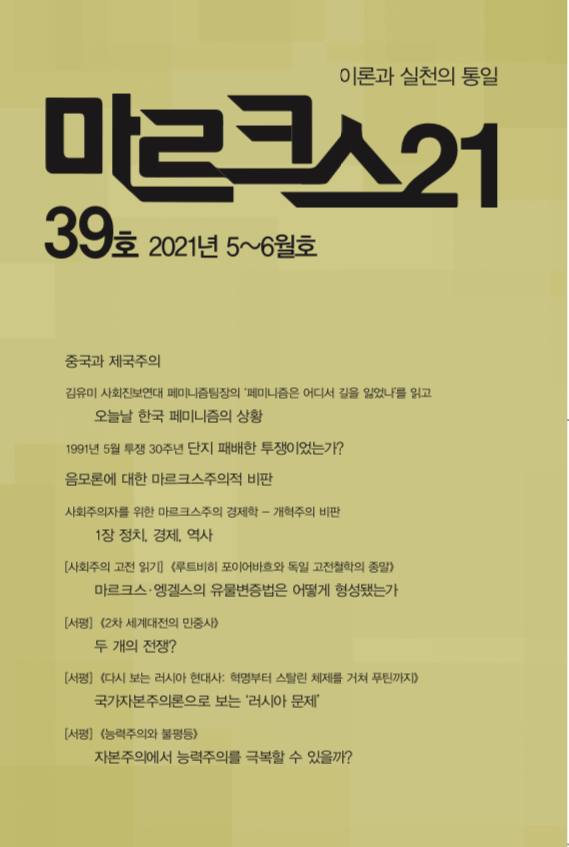 이론과 실천의 통일
마르크스21
39호 2021년 5~6월호
중국과 제국주의
김유미 사회진보연대 페미니즘팀장의 '페미니즘은 어디서 길을 잃었나'를 읽고
오늘날 한국 페미니즘의 상황
1991년 5월 투쟁 30주년 단지 패배한 투쟁이었는가?
음모론에 대한 마르크스주의적 비판
사회주의자를 위한 마르크스주의 경제학 – 개혁주의 비판
1장 정치, 경제, 역사
[사회주의 고전 읽기] 《루트비히 포이어바흐와 독일 고전철학의 종말》
마르크스·엥겔스의 유물변증법은 어떻게 형성됐는가
[서평] 《2차 세계대전의 민중사》
두 개의 전쟁?
[서평] 《다시 보는 러시아 현대사: 혁명부터 스탈린 체제를 거쳐 푸틴까지》
국가자본주의론으로 보는 '러시아 문제'
[서평] 《능력주의와 불평등》
자본주의에서 능력주의를 극복할 수 있을까?